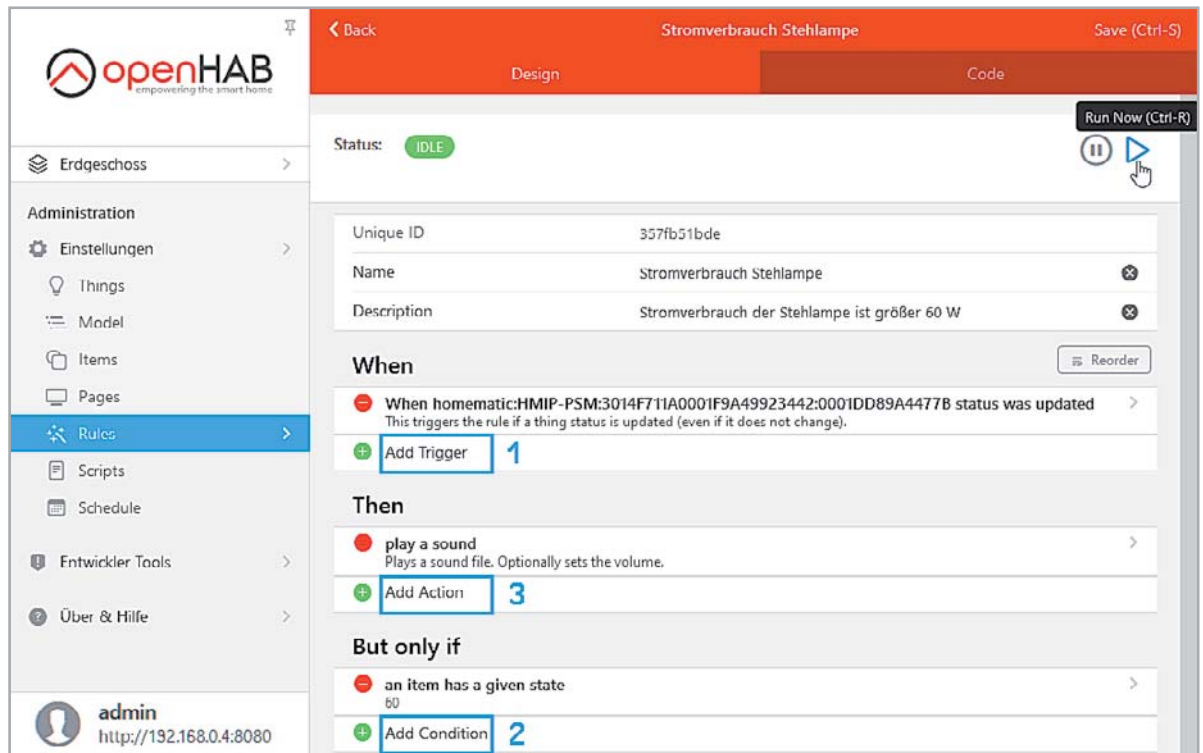 openHAB
empowering the smart home
Erdgeschoss
Administration
Einstellungen
Things
Model
Items
Pages
Rules
Scripts
Schedule
Entwickler Tools
Über & Hilfe
admin
http://192.168.0.4:8080
Back
Stromverbrauch Stehlampe
Save (Ctrl-S)
Design
Code
Run Now (Ctrl-R)
Status:
IDLE
Unique ID
357fb51bde
Name
Stromverbrauch Stehlampe
Description
Stromverbrauch der Stehlampe ist größer 60 W
When
Reorder
When homematic:HMIP-PSM:3014F711A0001F9A49923442:0001DD89A4477B status was updated
This triggers the rule if a thing status is updated (even if it does not change).
Add Trigger
1
Then
play a sound
Plays a sound file. Optionally sets the volume.
Add Action
3
But only if
an item has a given state
60
Add Condition
2